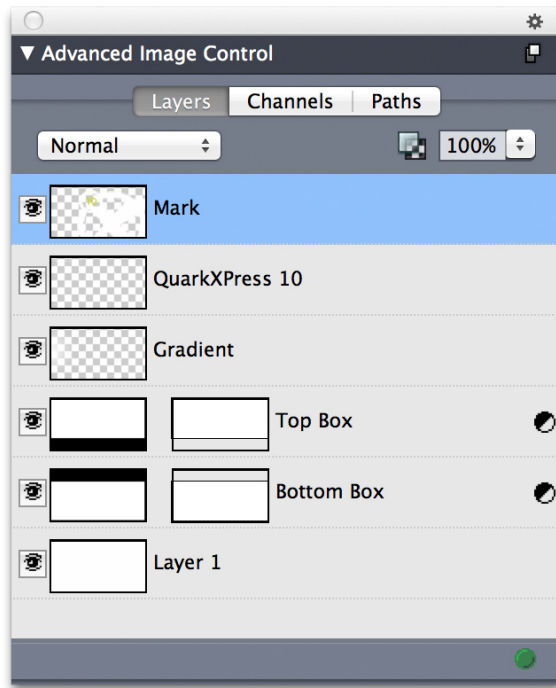 Advanced Image Control
Layers Channels Paths
Normal 100%
Mark
QuarkXPress 10
Gradient
Top Box
Bottom Box
Layer 1